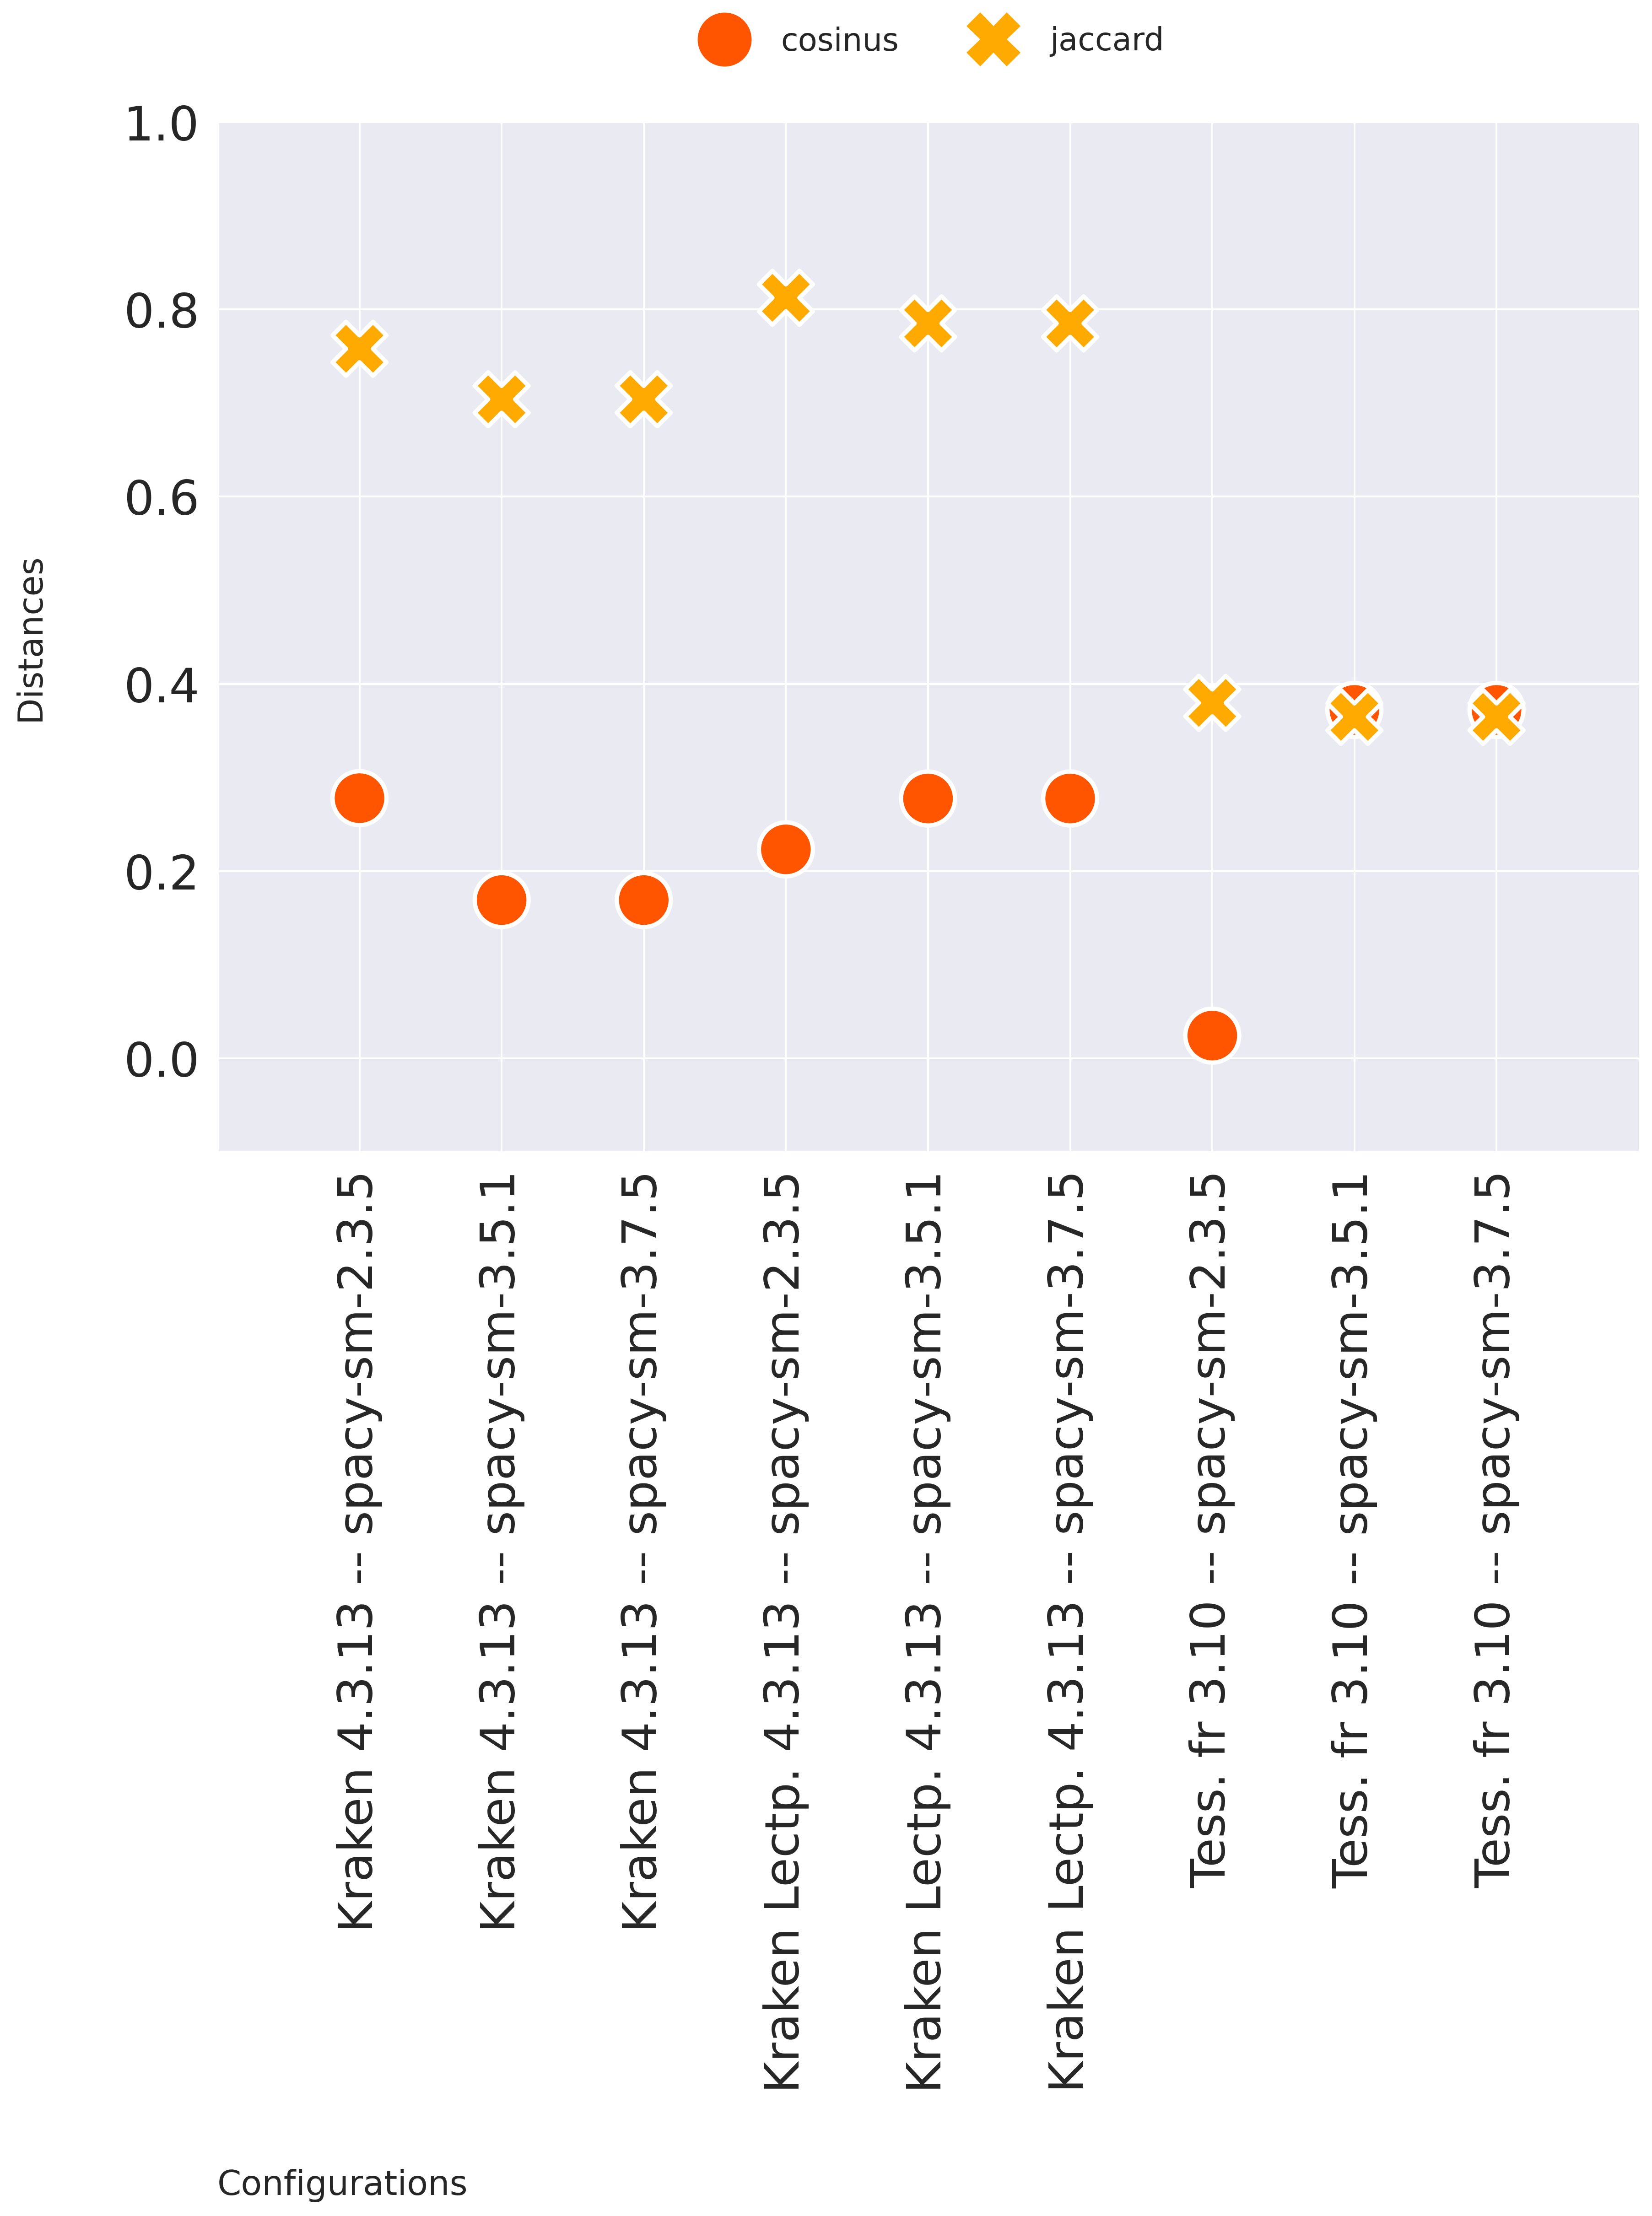 cosinus
jaccard
Distances
1.0
0.8
0.6
0.4
0.2
0.0
Kraken 4.3.13 -- spacy-sm-2.3.5
Kraken 4.3.13 -- spacy-sm-3.5.1
Kraken 4.3.13 -- spacy-sm-3.7.5
Kraken Lectp. 4.3.13 -- spacy-sm-2.3.5
Kraken Lectp. 4.3.13 -- spacy-sm-3.5.1
Kraken Lectp. 4.3.13 -- spacy-sm-3.7.5
Tess. fr 3.10 -- spacy-sm-2.3.5
Tess. fr 3.10 -- spacy-sm-3.5.1
Tess. fr 3.10 -- spacy-sm-3.7.5
Configurations